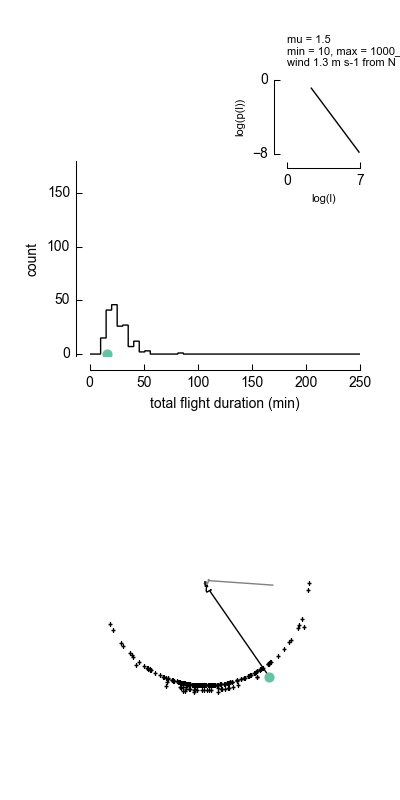 mu = 1.5
min = 10, max = 1000_
wind 1.3 m s-1 from N
0
log(p(l))
−8
0 7
log(l)
150
100
count
50
0
0 50 100 150 200 250
total flight duration (min)